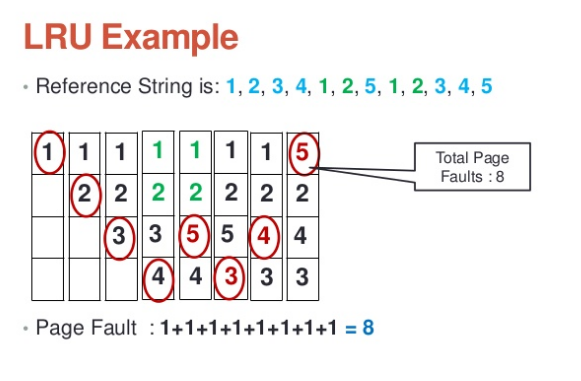 LRU Example
• Reference String is: 1, 2, 3, 4, 1, 2, 5, 1, 2, 3, 4, 5
1 1 1 1 1 1 1 5
2 2 2 2 2 2 2
3 3 5 5 4 4
4 4 3 3 3
Total Page
Faults : 8
• Page Fault : 1+1+1+1+1+1+1+1 = 8